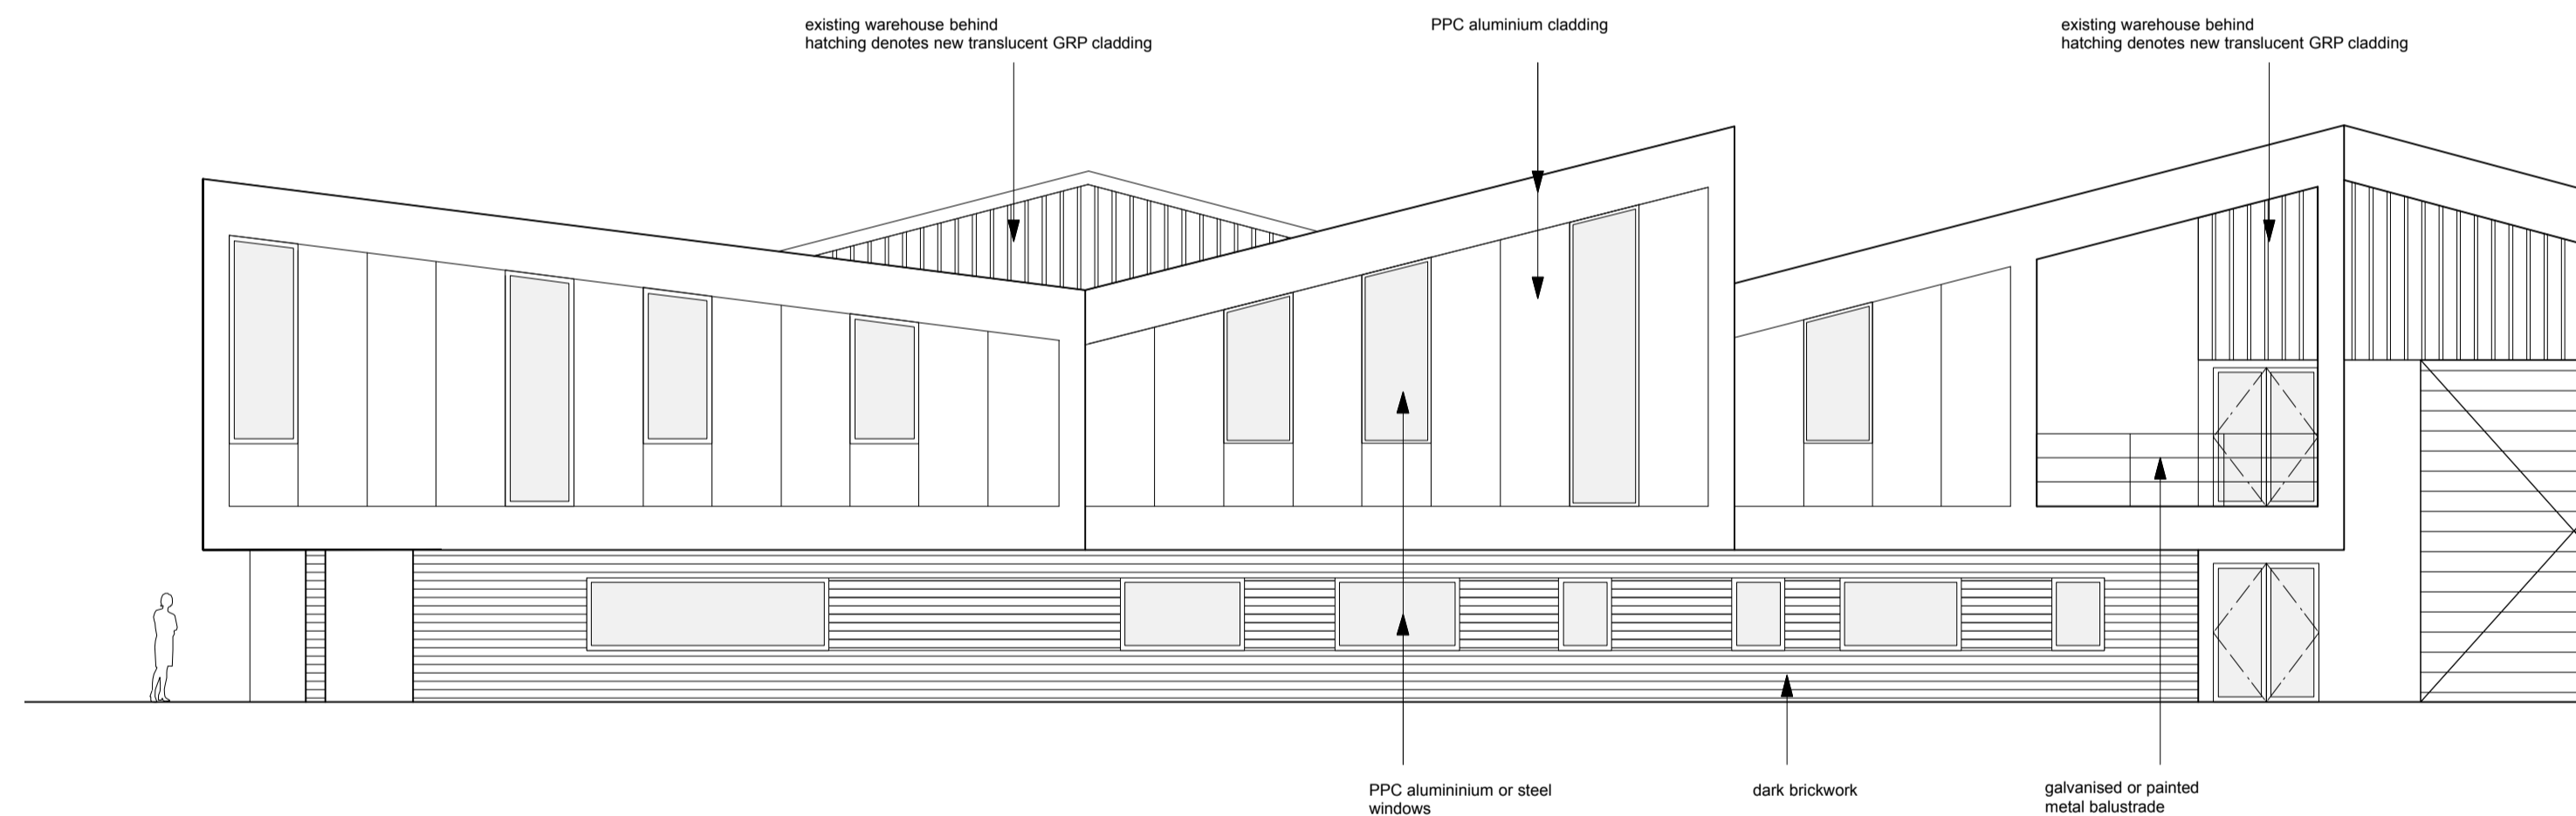 existing warehouse behind
hatching denotes new translucent GRP cladding
PPC aluminium cladding
existing warehouse behind
hatching denotes new translucent GRP cladding
PPC alumininium or steel
windows
dark brickwork
galvanised or painted
metal balustrade